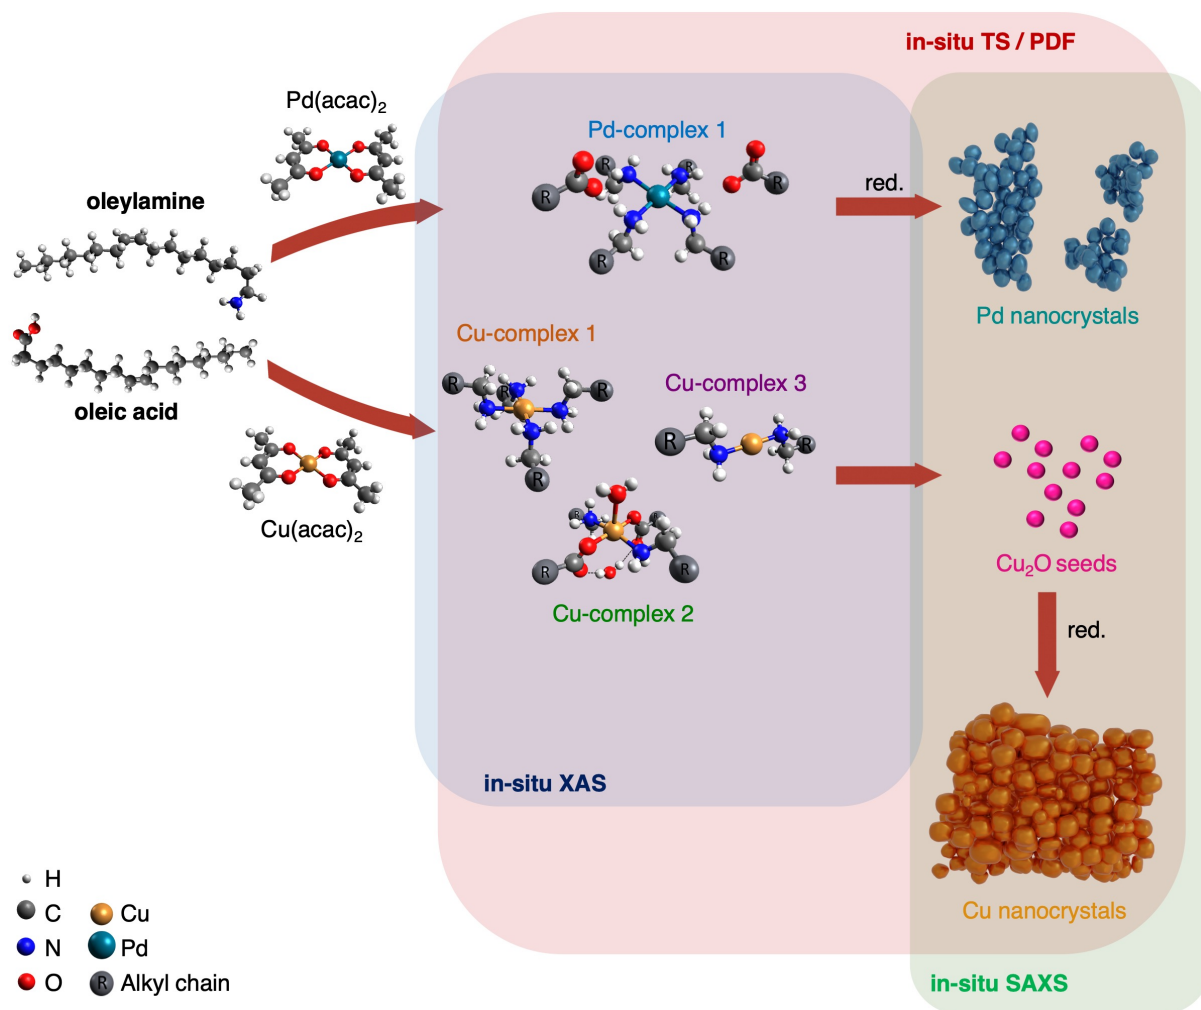 in-situ TS / PDF
Pd(acac)₂
Pd-complex 1
R
R
R
R
R
R
red.
oleylamine
Pd nanocrystals
Cu-complex 1
R
R
R
R
Cu-complex 3
R
R
oleic acid
Cu(acac)₂
R
R
R
R
Cu₂O seeds
Cu-complex 2
red.
in-situ XAS
H
C
Cu
Cu nanocrystals
N
Pd
O
R
Alkyl chain
in-situ SAXS